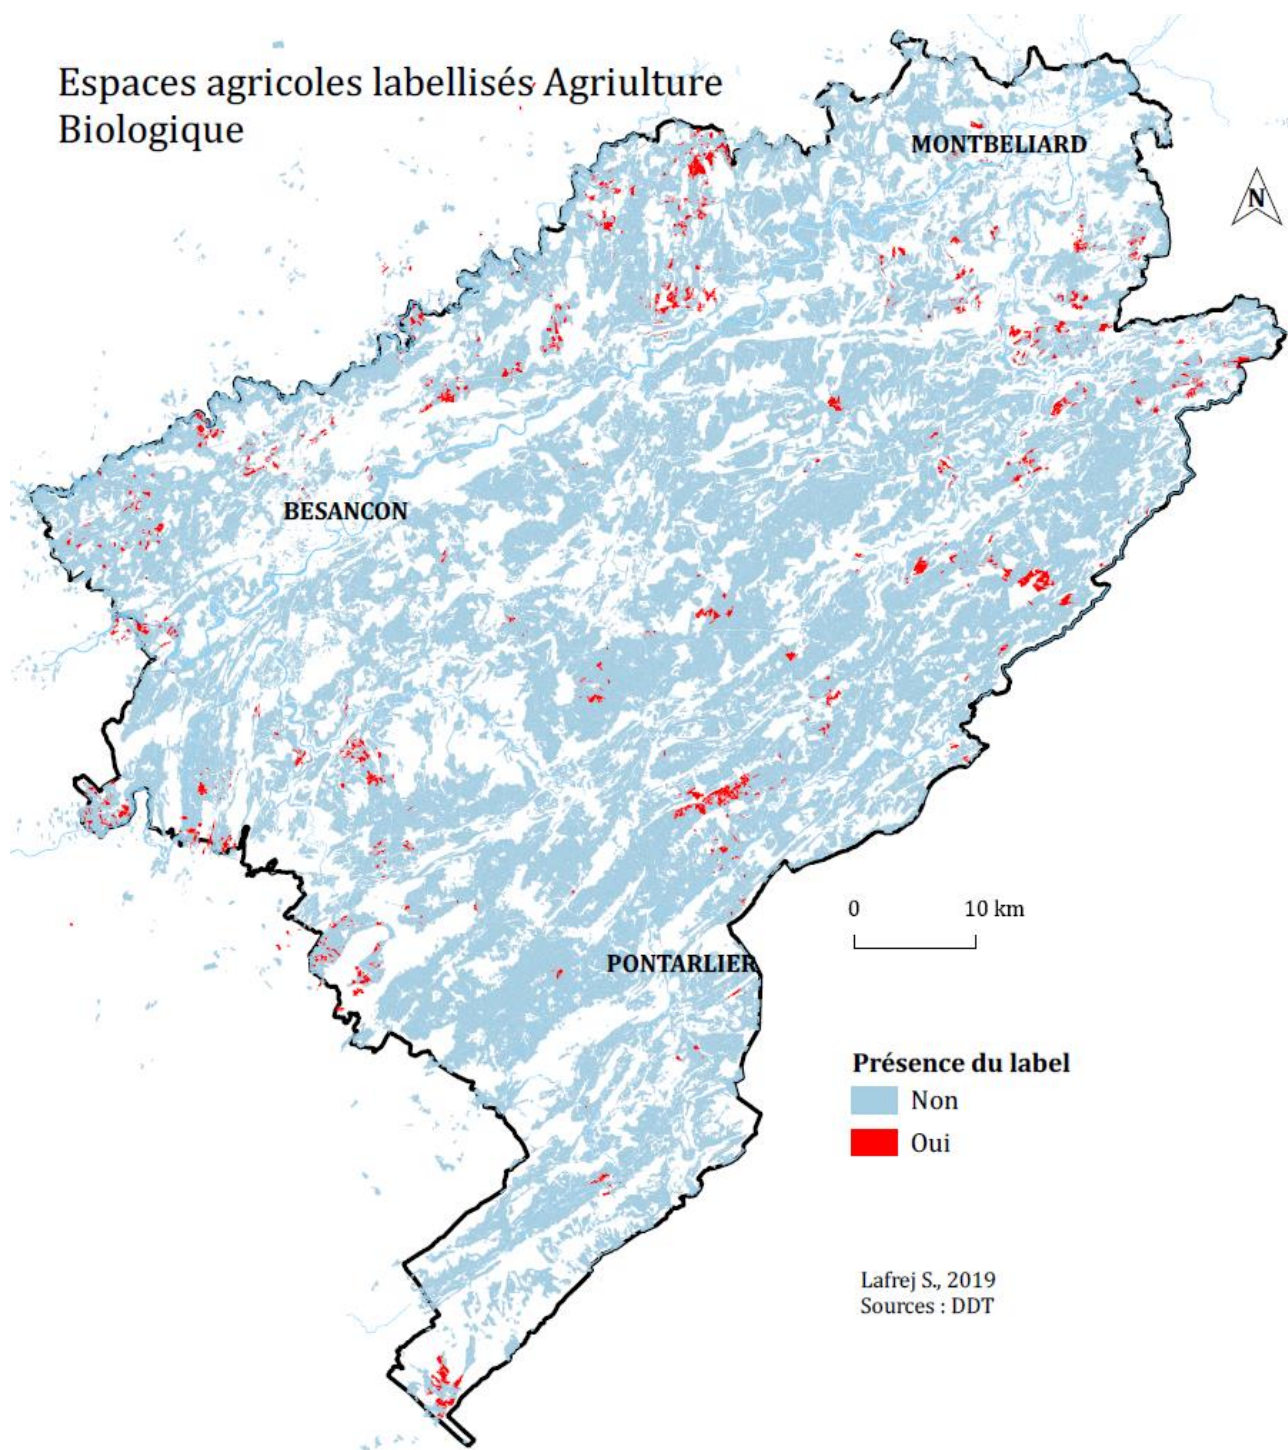 Espaces agricoles labellisés Agriulture
Biologique
MONTBELIARD
N
BESANCON
0 10 km
PONTARLIER
Présence du label
Non
Oui
Lafrej S., 2019
Sources : DDT